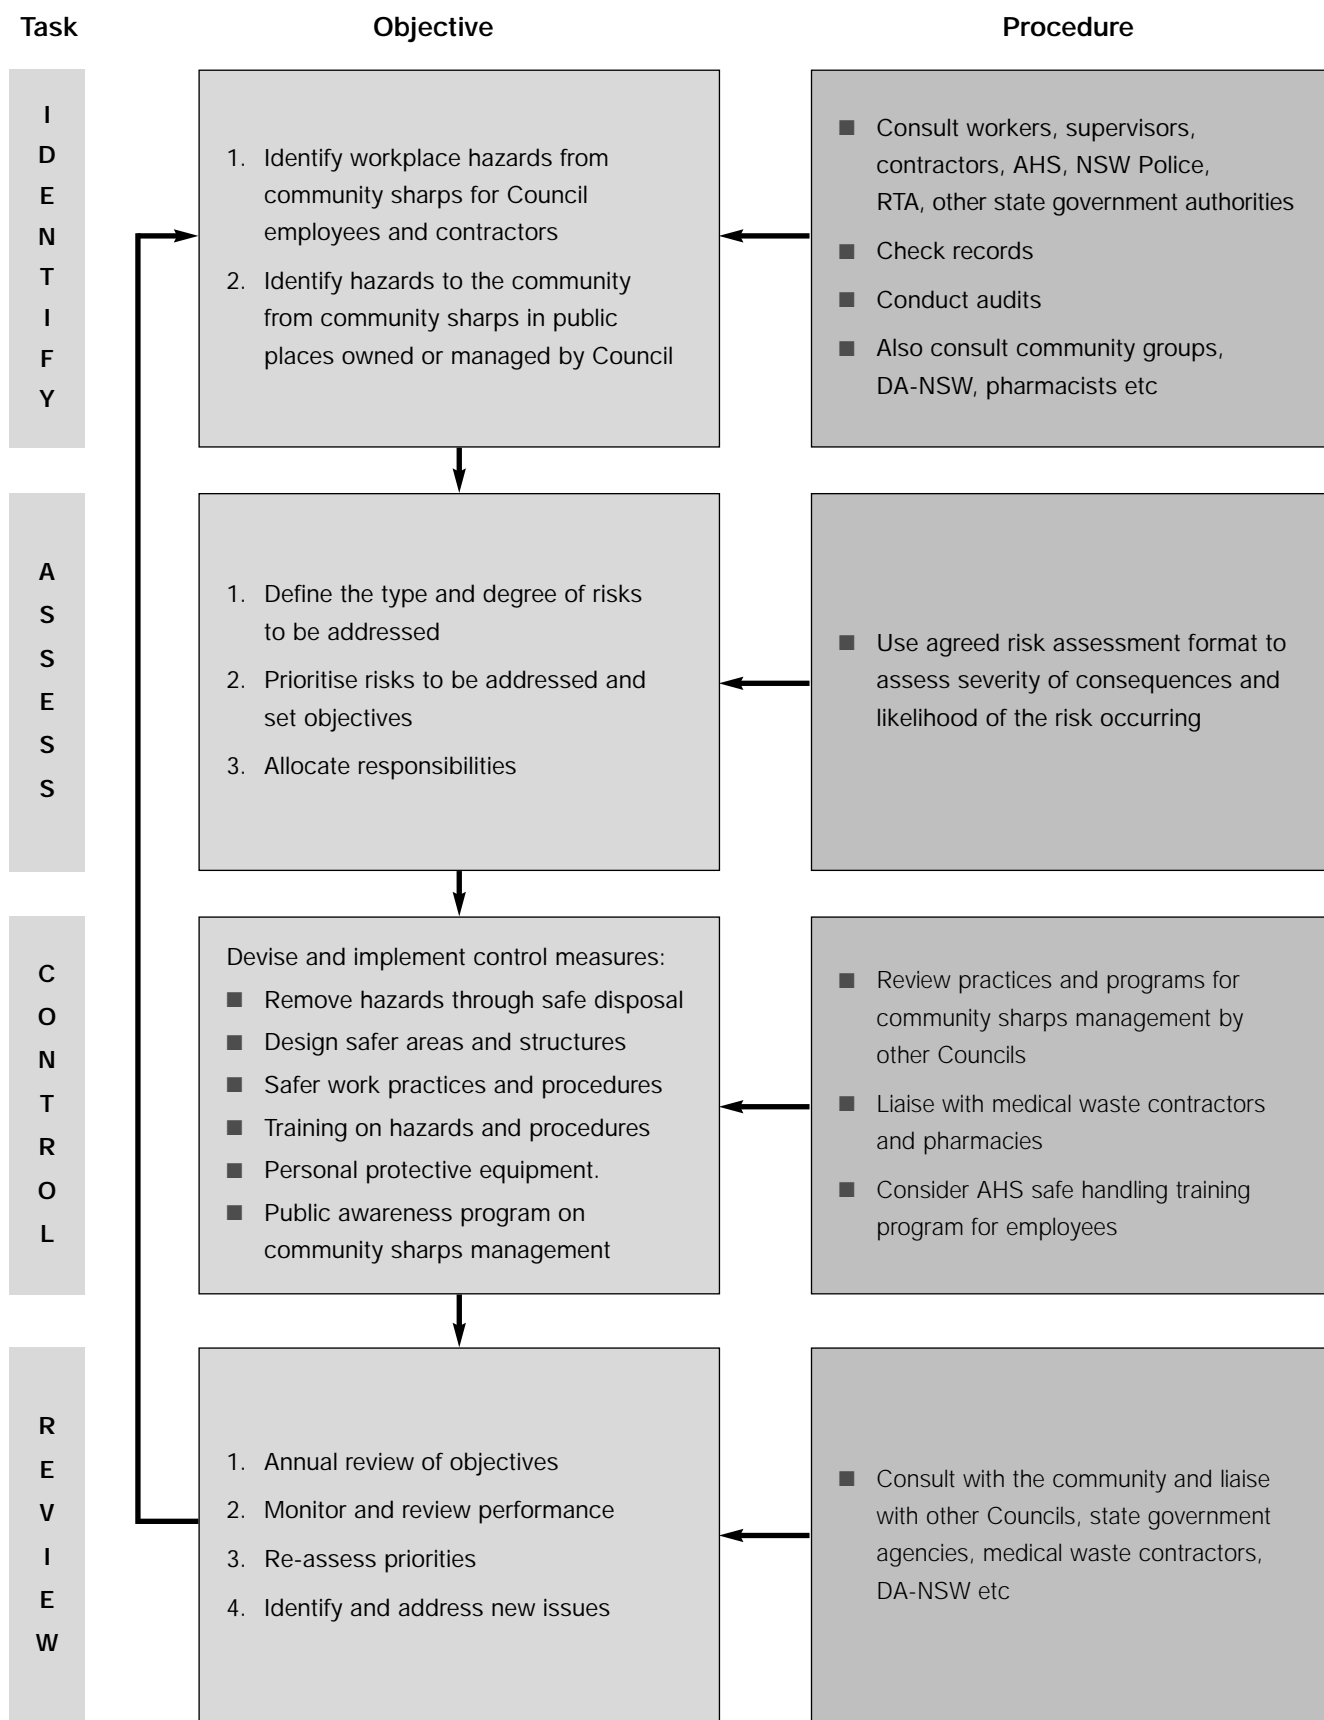 Task
Objective
Procedure
IDENTIFY
1. Identify workplace hazards from
community sharps for Council
employees and contractors
2. Identify hazards to the community
from community sharps in public
places owned or managed by Council
■ Consult workers, supervisors,
contractors, AHS, NSW Police,
RTA, other state government authorities
■ Check records
■ Conduct audits
■ Also consult community groups,
DA-NSW, pharmacists etc
ASSESS
1. Define the type and degree of risks
to be addressed
2. Prioritise risks to be addressed and
set objectives
3. Allocate responsibilities
■ Use agreed risk assessment format to
assess severity of consequences and
likelihood of the risk occurring
CONTROL
Devise and implement control measures:
■ Remove hazards through safe disposal
■ Design safer areas and structures
■ Safer work practices and procedures
■ Training on hazards and procedures
■ Personal protective equipment.
■ Public awareness program on
community sharps management
■ Review practices and programs for
community sharps management by
other Councils
■ Liaise with medical waste contractors
and pharmacies
■ Consider AHS safe handling training
program for employees
REVIEW
1. Annual review of objectives
2. Monitor and review performance
3. Re-assess priorities
4. Identify and address new issues
■ Consult with the community and liaise
with other Councils, state government
agencies, medical waste contractors,
DA-NSW etc